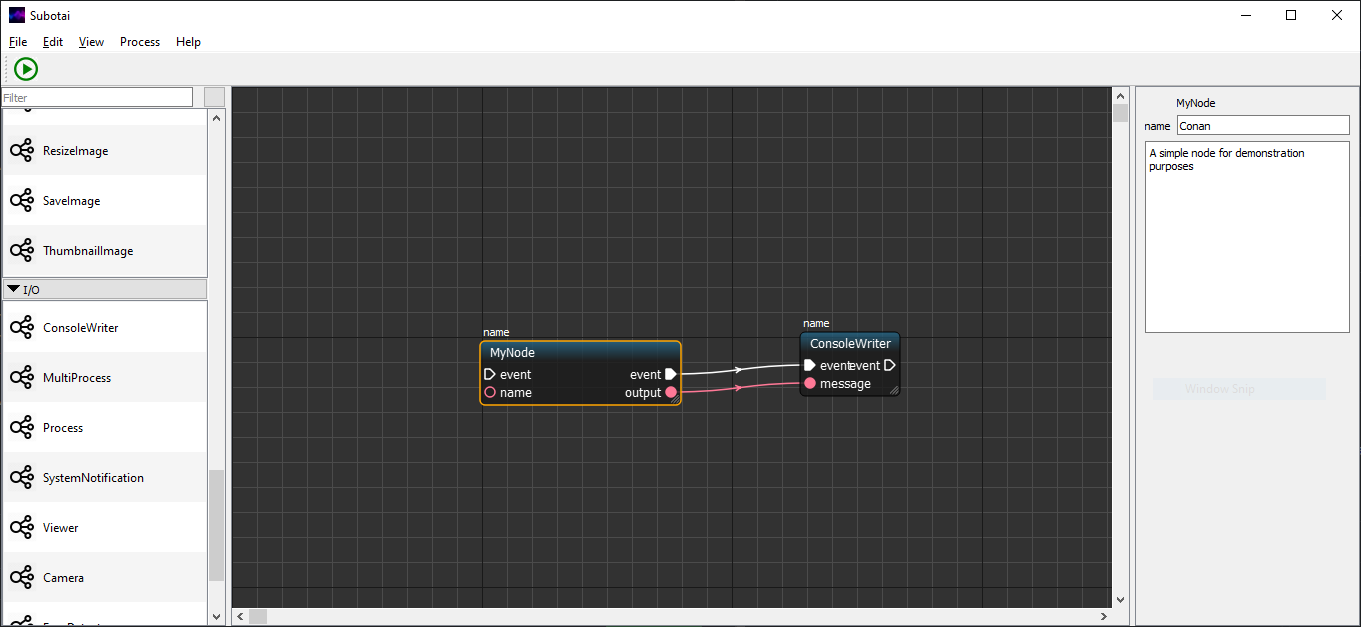 Subotai
File Edit View Process Help
Filter
ResizeImage
SaveImage
ThumbnailImage
I/O
ConsoleWriter
MultiProcess
Process
SystemNotification
Viewer
Camera
name
MyNode
event event
name output
name
ConsoleWriter
event event
message
MyNode
name Conan
A simple node for demonstration
purposes
Window Snip